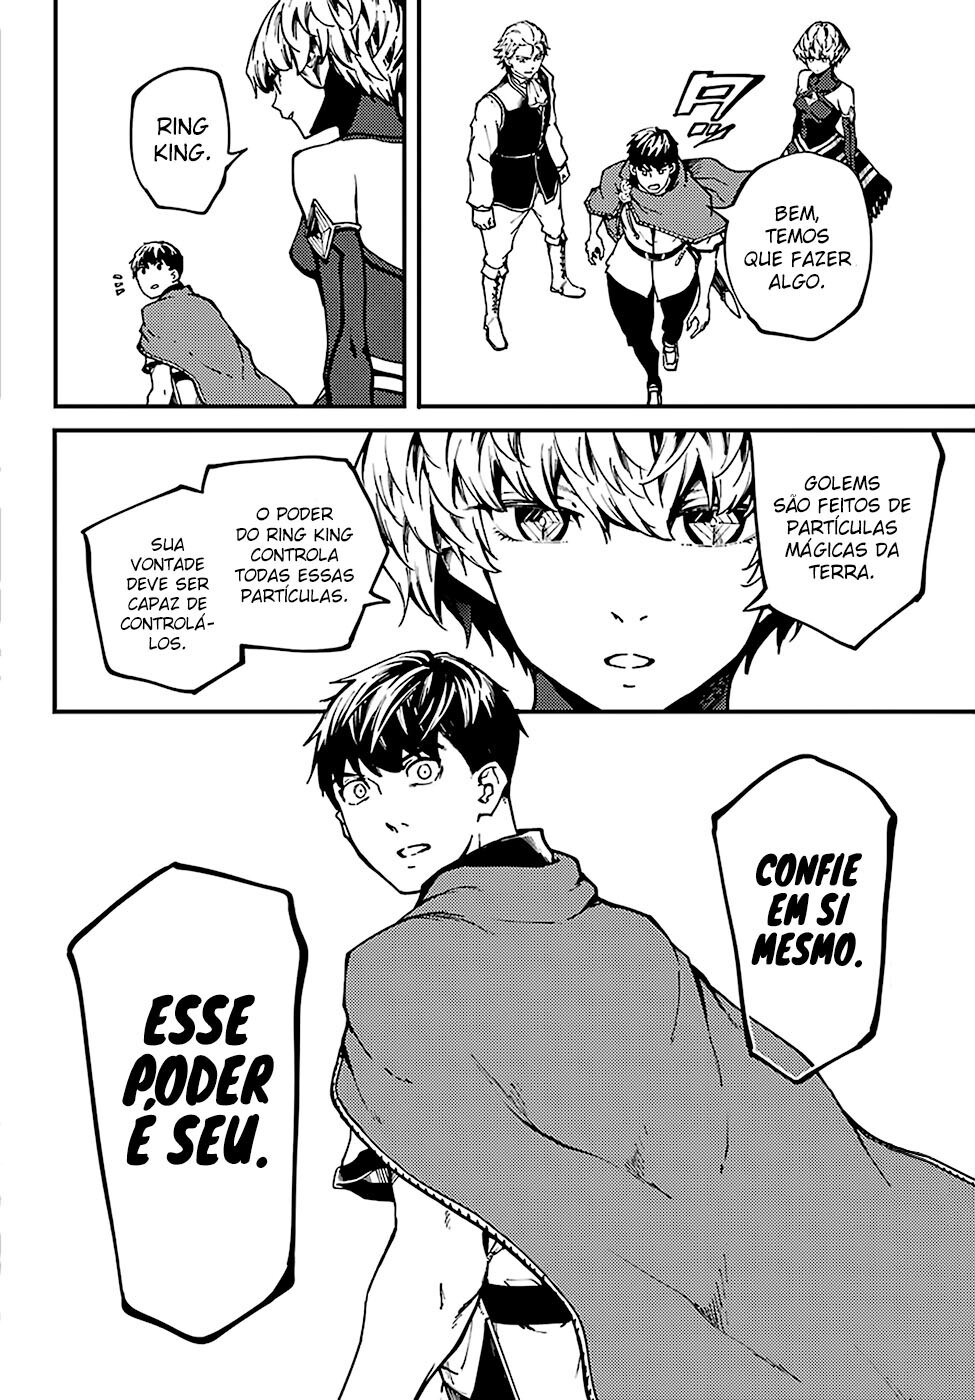 BEM,
TEMOS
QUE FAZER
ALGO.
RING
KING.
GOLEMS
SÃO FEITOS DE
PARTÍCULAS
MÁGICAS DA
TERRA.
O PODER
DO RING KING
CONTROLA
TODAS ESSAS
PARTÍCULAS.
SUA
VONTADE
DEVE SER
CAPAZ DE
CONTROLÁ-
LOS.
CONFIE
EM SI
MESMO.
ESSE
PODER
É SEU.